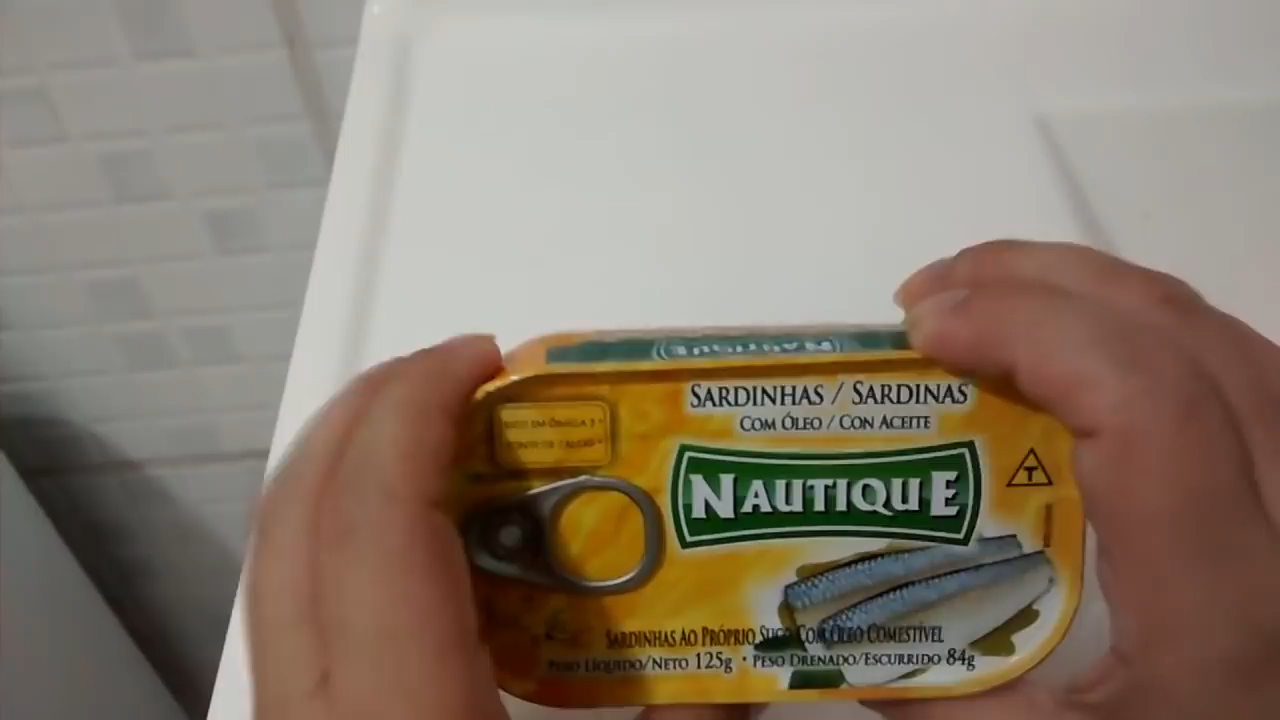 NAUTIQUE
SARDINHAS / SARDINAS
COM ÓLEO / CON ACEITE
NAUTIQUE
T
SARDINHAS AO PRÓPRIO SUCO COM ÓLEO COMESTÍVEL
PESO LÍQUIDO/NETO 125g • PESO DRENADO/ESCURRIDO 84g